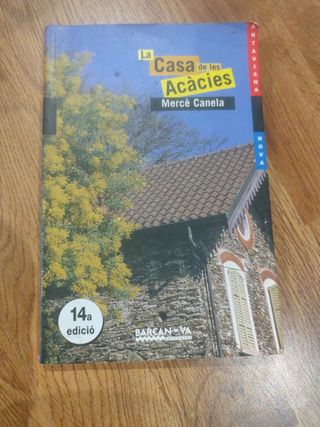 La
Casa de les
Acàcies
Mercè Canela
ANTAVIANA
NOVA
14a
edició
BARCANOVA